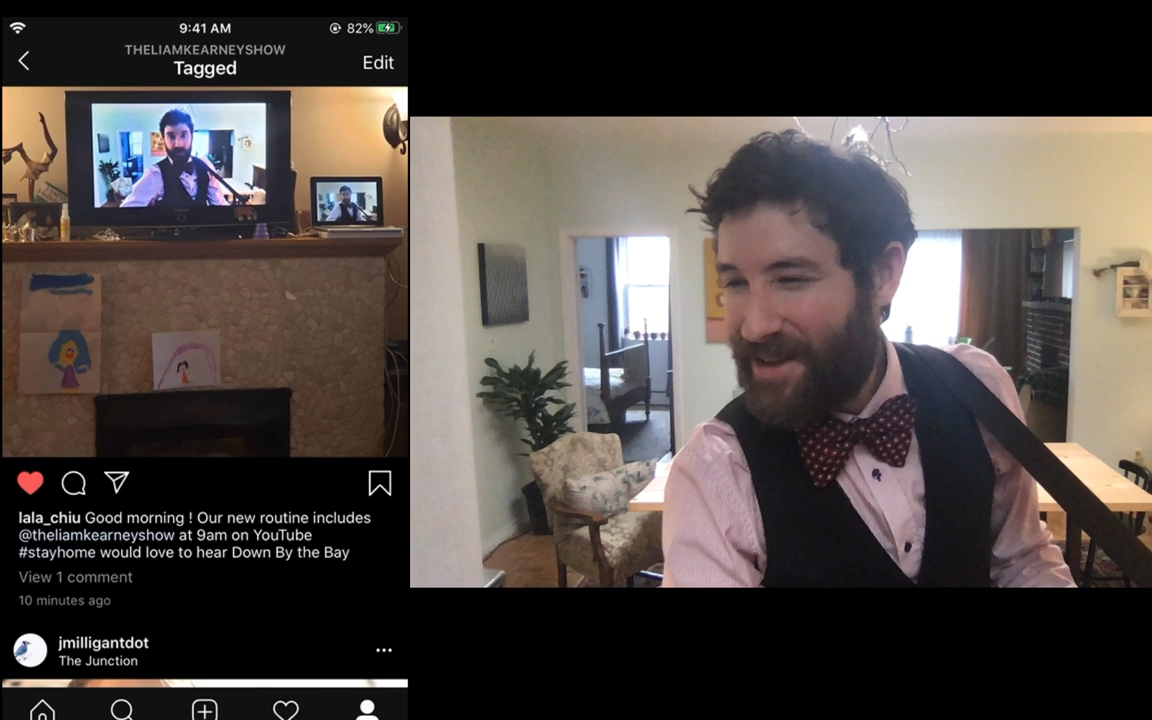 9:41 AM
82%
THELIAMKEARNEYSHOW
Tagged
Edit
lala_chiu Good morning ! Our new routine includes
@theliamkearneyshow at 9am on YouTube
#stayhome would love to hear Down By the Bay
View 1 comment
10 minutes ago
jmilligantdot
The Junction